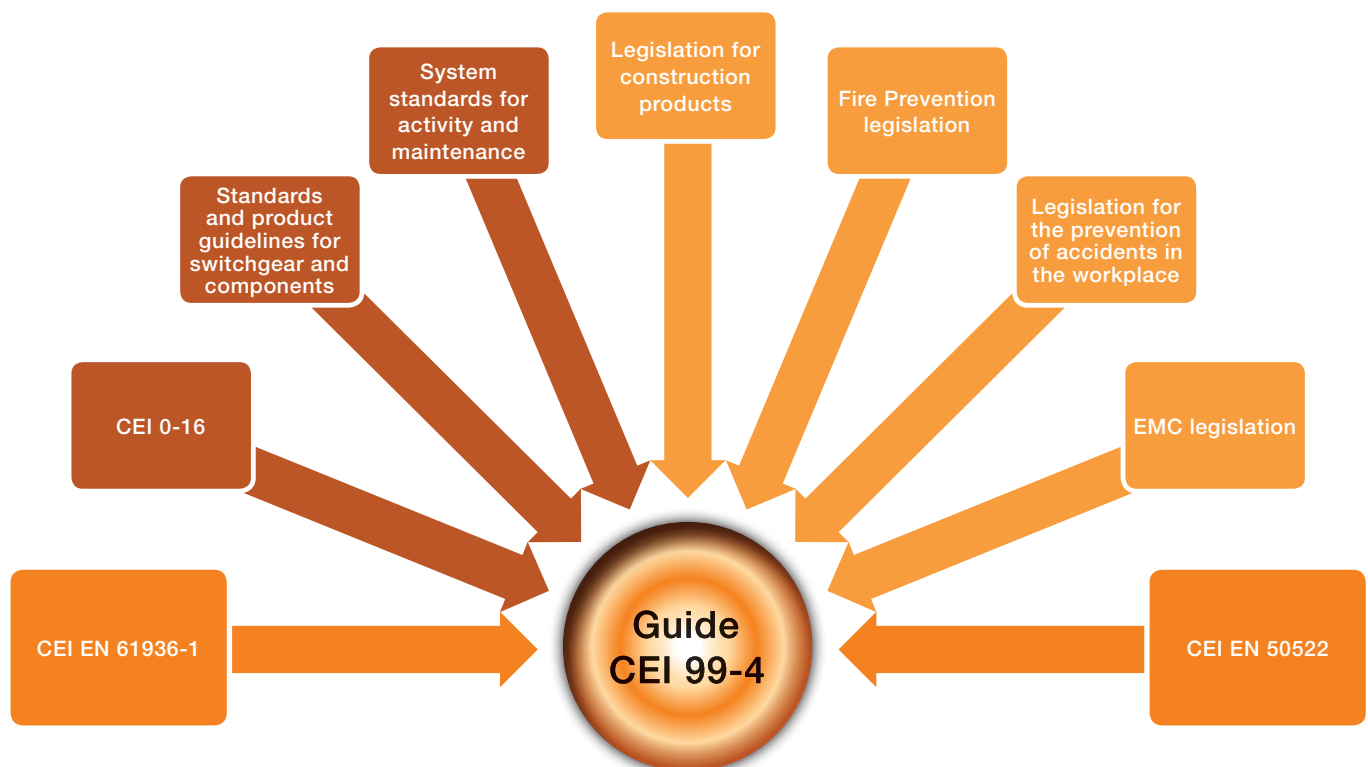 Legislation for
construction
products
System
standards for
activity and
maintenance
Fire Prevention
legislation
Standards
and product
guidelines for
switchgear and
components
Legislation for
the prevention
of accidents in
the workplace
CEI 0-16
EMC legislation
CEI EN 61936-1
Guide
CEI 99-4
CEI EN 50522